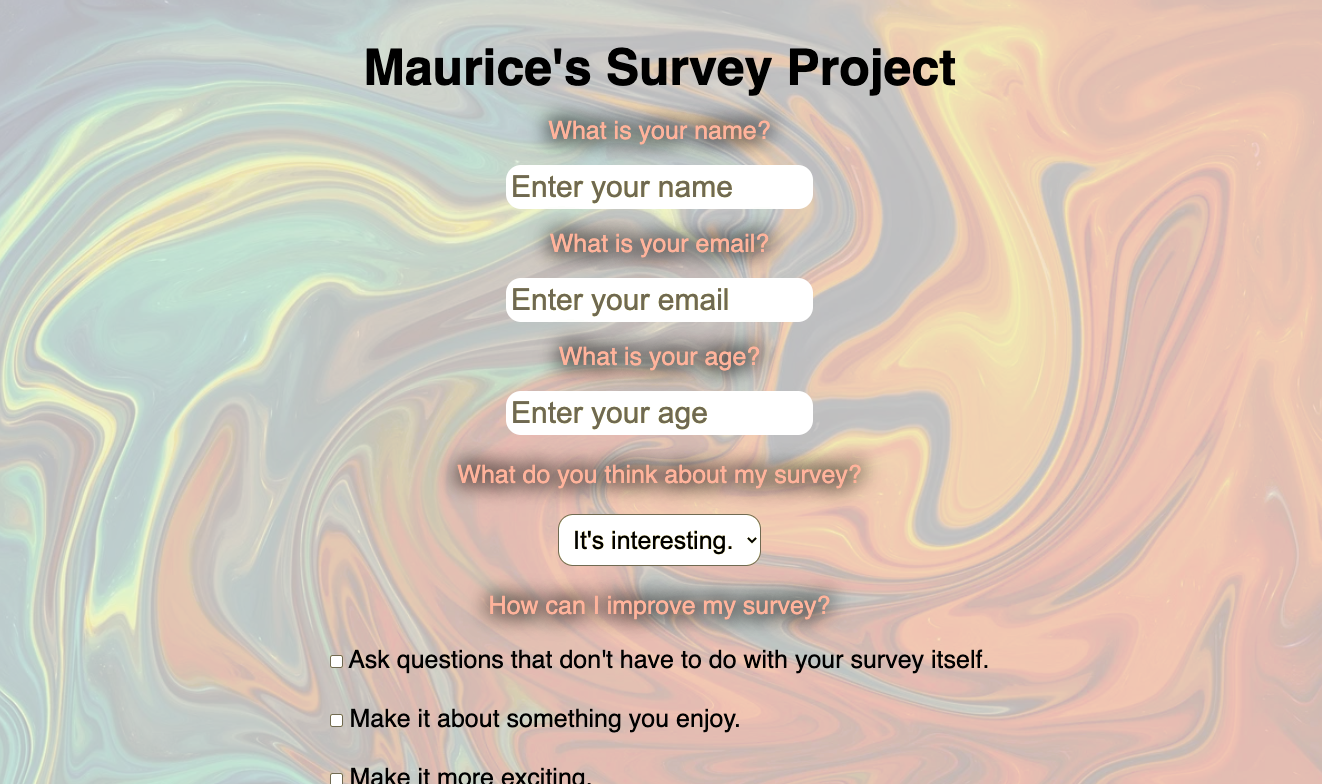 Maurice's Survey Project
What is your name?
Enter your name
What is your email?
Enter your email
What is your age?
Enter your age
What do you think about my survey?
It's interesting.
How can I improve my survey?
Ask questions that don't have to do with your survey itself.
Make it about something you enjoy.
Make it more exciting.